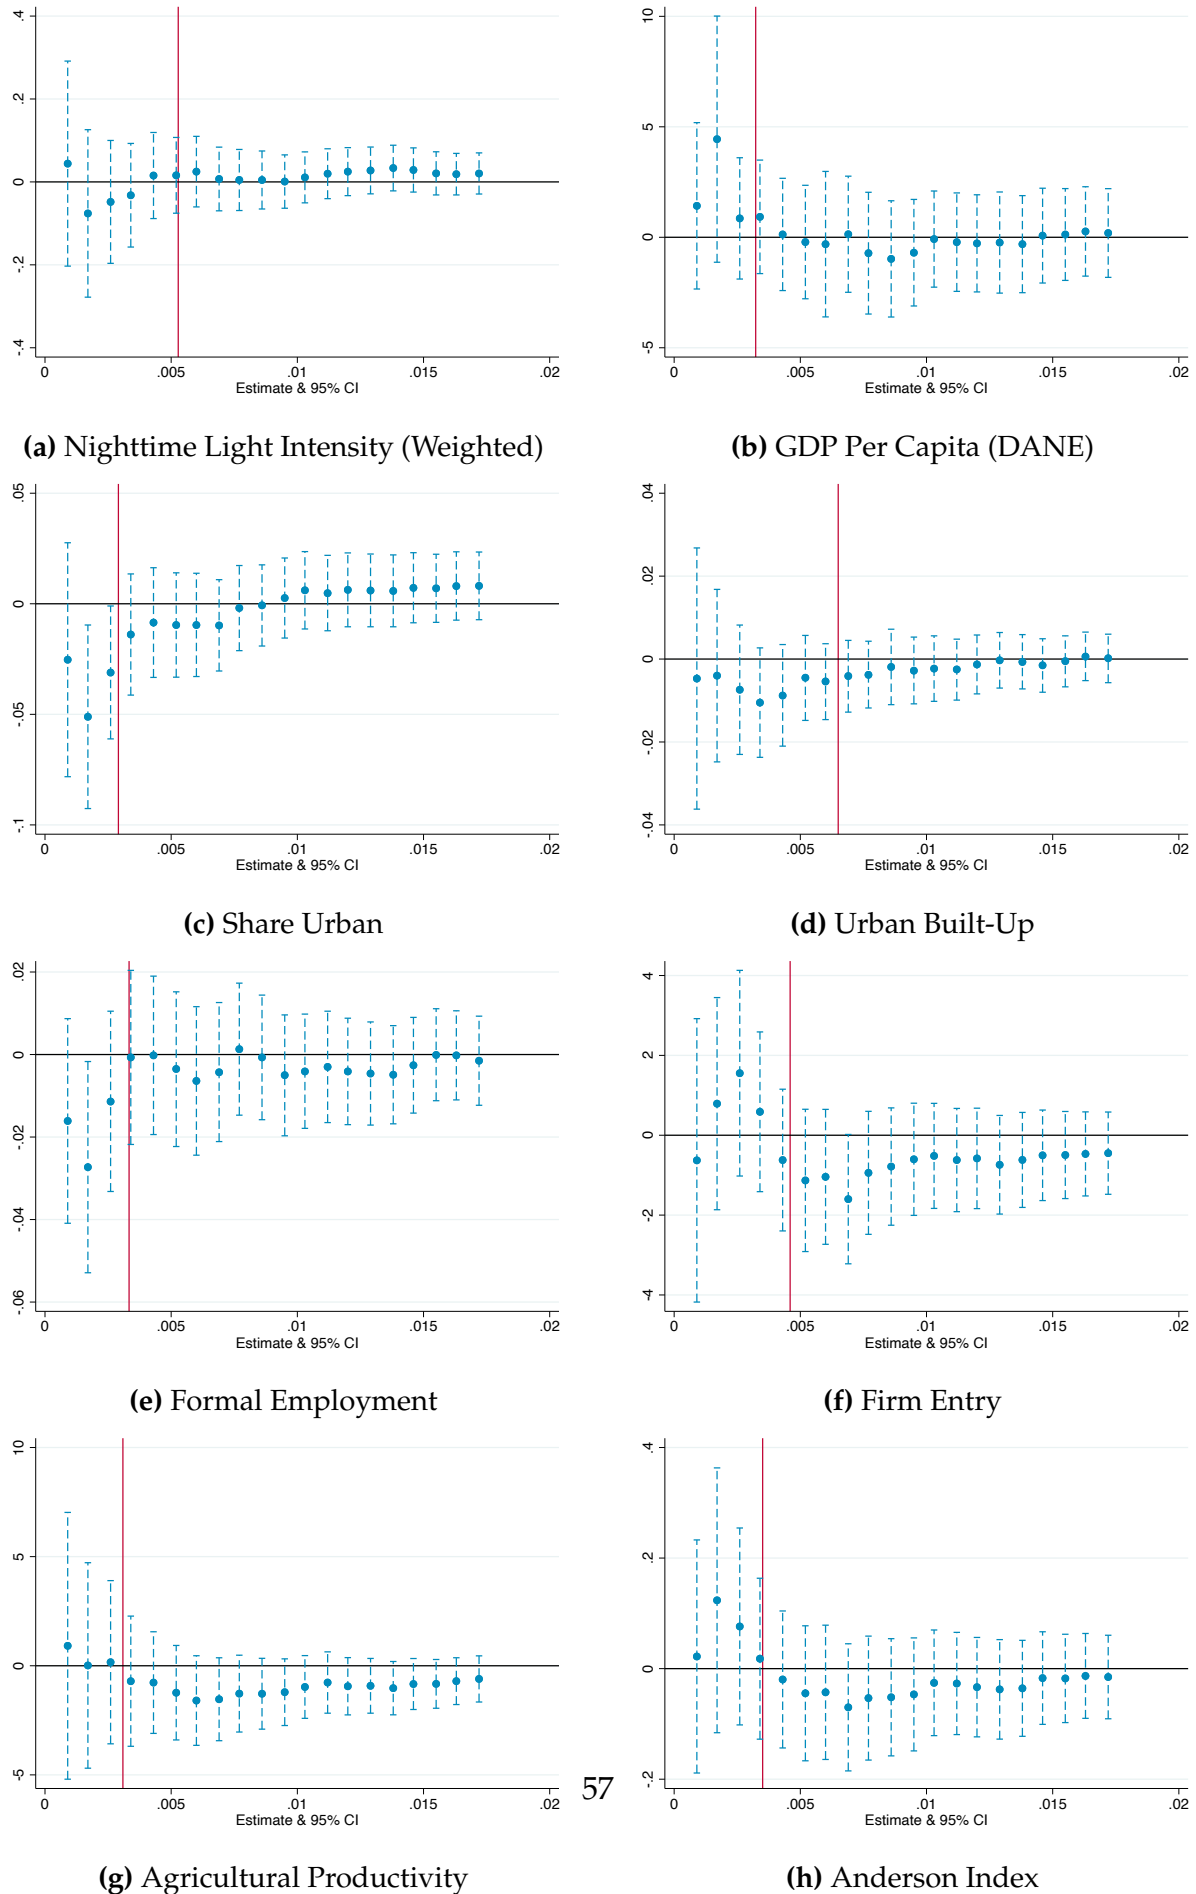 .4
.2
0
-.2
-.4
0 .005 .01 .015 .02
Estimate & 95% CI
(a) Nighttime Light Intensity (Weighted)
10
5
0
-5
0 .005 .01 .015 .02
Estimate & 95% CI
(b) GDP Per Capita (DANE)
.05
0
-.05
-.1
0 .005 .01 .015 .02
Estimate & 95% CI
(c) Share Urban
.04
.02
0
-.02
-.04
0 .005 .01 .015 .02
Estimate & 95% CI
(d) Urban Built-Up
.02
0
-.02
-.04
-.06
0 .005 .01 .015 .02
Estimate & 95% CI
(e) Formal Employment
4
2
0
-2
-4
0 .005 .01 .015 .02
Estimate & 95% CI
(f) Firm Entry
10
5
0
-5
0 .005 .01 .015 .02
Estimate & 95% CI
(g) Agricultural Productivity
.4
.2
0
-.2
0 .005 .01 .015 .02
Estimate & 95% CI
(h) Anderson Index
57